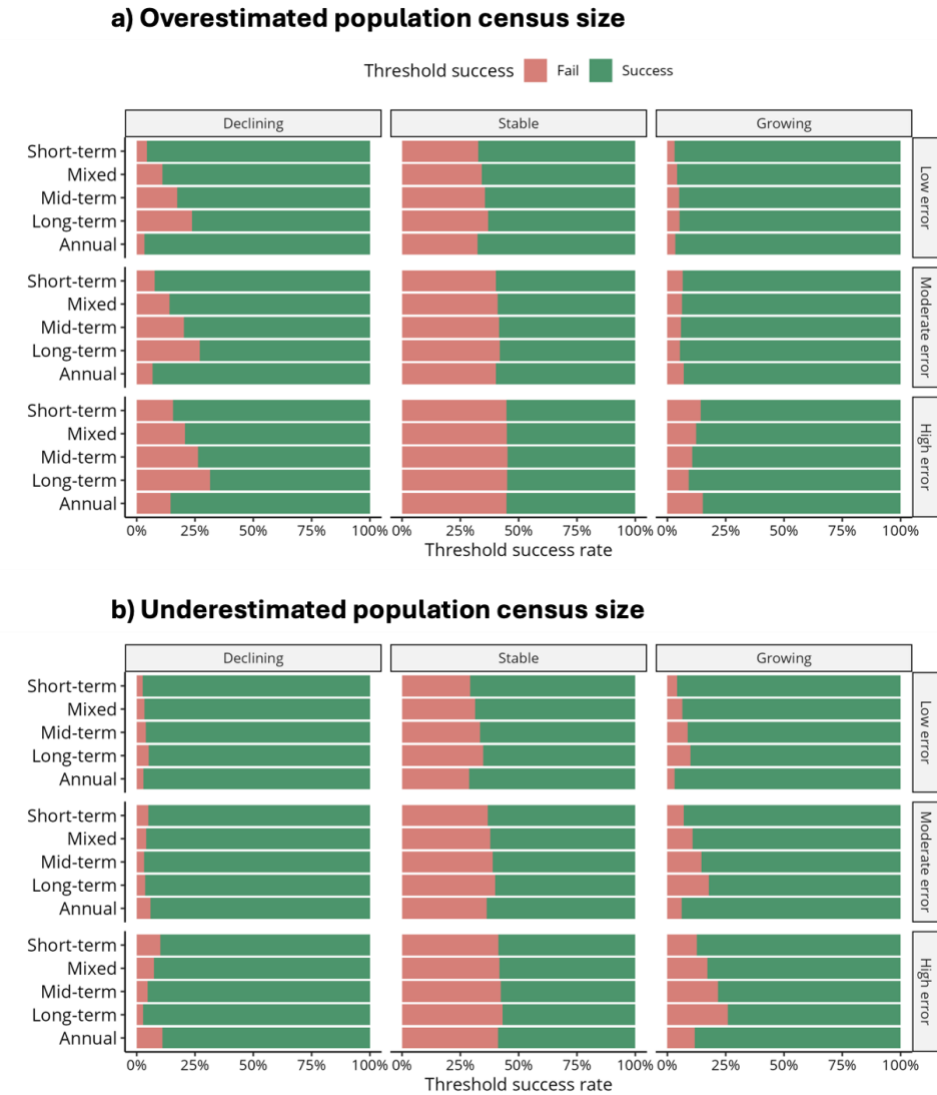 a) Overestimated population census size
Threshold success Fail Success
Declining Stable Growing
Short-term
Mixed
Mid-term
Long-term
Annual
Low error
Short-term
Mixed
Mid-term
Long-term
Annual
Moderate error
Short-term
Mixed
Mid-term
Long-term
Annual
High error
0% 25% 50% 75% 100% 0% 25% 50% 75% 100% 0% 25% 50% 75% 100%
Threshold success rate
b) Underestimated population census size
Declining Stable Growing
Short-term
Mixed
Mid-term
Long-term
Annual
Low error
Short-term
Mixed
Mid-term
Long-term
Annual
Moderate error
Short-term
Mixed
Mid-term
Long-term
Annual
High error
0% 25% 50% 75% 100% 0% 25% 50% 75% 100% 0% 25% 50% 75% 100%
Threshold success rate